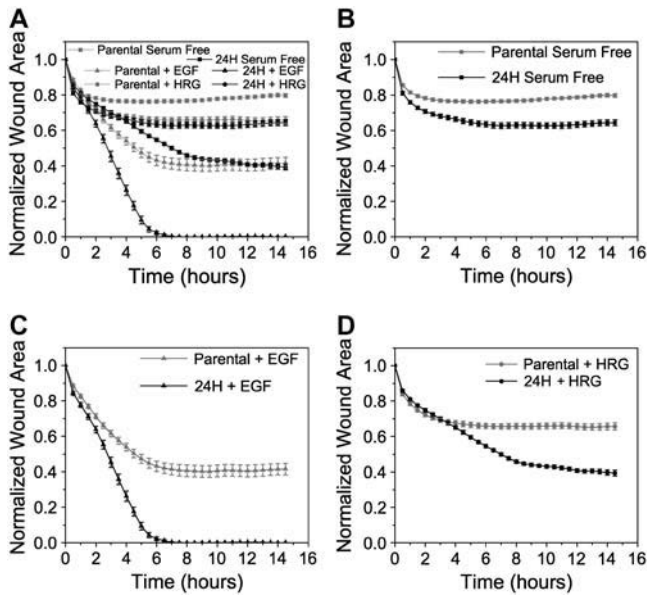 A
Normalized Wound Area
Parental Serum Free
24H Serum Free
Parental + EGF
24H + EGF
Parental + HRG
24H + HRG
1.0
0.8
0.6
0.4
0.2
0.0
0 2 4 6 8 10 12 14 16
Time (hours)
B
Normalized Wound Area
Parental Serum Free
24H Serum Free
1.0
0.8
0.6
0.4
0.2
0.0
0 2 4 6 8 10 12 14 16
Time (hours)
C
Normalized Wound Area
Parental + EGF
24H + EGF
1.0
0.8
0.6
0.4
0.2
0.0
0 2 4 6 8 10 12 14 16
Time (hours)
D
Normalized Wound Area
Parental + HRG
24H + HRG
1.0
0.8
0.6
0.4
0.2
0.0
0 2 4 6 8 10 12 14 16
Time (hours)